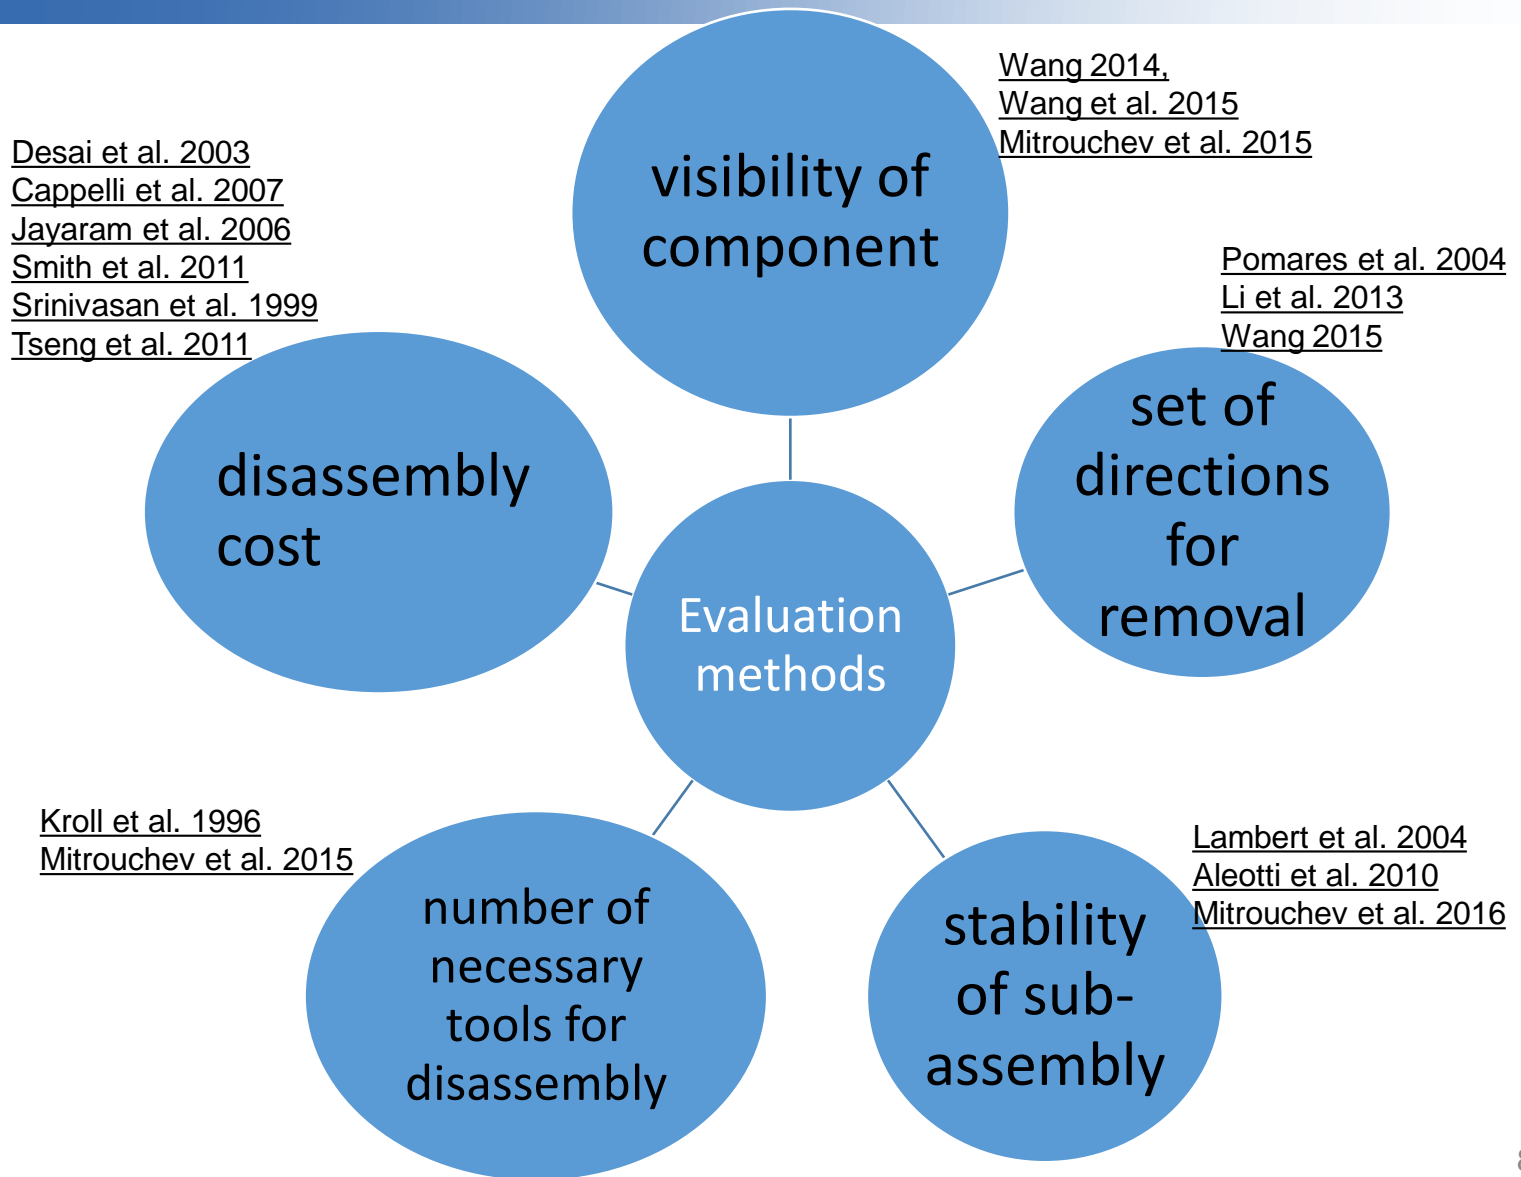 Wang 2014,
Wang et al. 2015
Mitrouchev et al. 2015
visibility of
component
Desai et al. 2003
Cappelli et al. 2007
Jayaram et al. 2006
Smith et al. 2011
Srinivasan et al. 1999
Tseng et al. 2011
disassembly
cost
Pomares et al. 2004
Li et al. 2013
Wang 2015
set of
directions
for
removal
Evaluation
methods
Kroll et al. 1996
Mitrouchev et al. 2015
number of
necessary
tools for
disassembly
Lambert et al. 2004
Aleotti et al. 2010
Mitrouchev et al. 2016
stability
of sub-
assembly